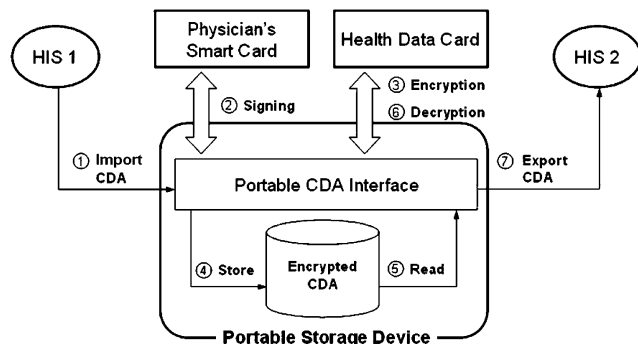 HIS 1
Physician's
Smart Card
Health Data Card
HIS 2
② Signing
③ Encryption
⑥ Decryption
① Import
CDA
Portable CDA Interface
⑦ Export
CDA
④ Store
Encrypted
CDA
⑤ Read
Portable Storage Device